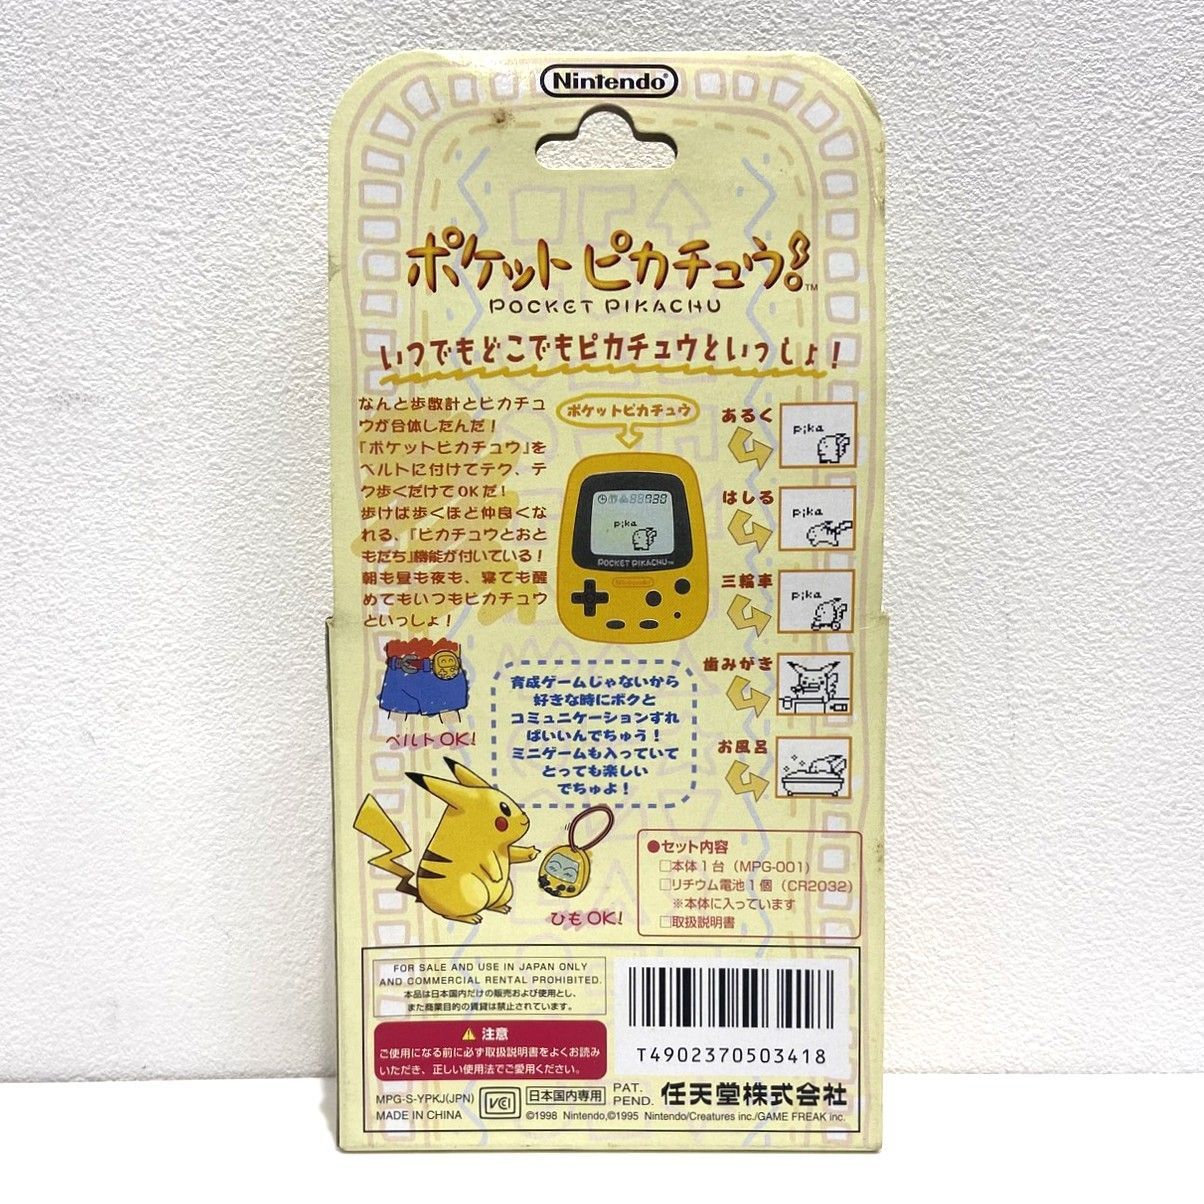 Nintendo®
ポケットピカチュウ！™
POCKET PIKACHU
いつでもどこでもピカチュウといっしょ！
なんと歩数計とピカチュ
ウが合体したんだ！
「ポケットピカチュウ」を
ベルトに付けてテク、テ
ク歩くだけでOKだ！
歩けば歩くほど仲良くな
れる、「ピカチュウとおと
もだち」機能が付いている！
朝も昼も夜も、寝ても醒
めてもいつもピカチュウ
といっしょ！
ポケットピカチュウ
pika
POCKET PIKACHU™
Nintendo
あるく
pika
はしる
pika
三輪車
pika
歯みがき
お風呂
ベルトOK!
育成ゲームじゃないから
好きな時にボクと
コミュニケーションすれ
ばいいんでちゅう！
ミニゲームも入っていて
とっても楽しい
でちゅよ！
ひもOK!
●セット内容
□本体1台（MPG-001）
□リチウム電池1個（CR2032）
※本体に入っています
□取扱説明書
FOR SALE AND USE IN JAPAN ONLY
AND COMMERCIAL RENTAL PROHIBITED.
本品は日本国内だけの販売および使用とし、
また商業目的の賃貸は禁止されています。
注意
ご使用になる前に必ず取扱説明書をよくお読み
いただき、正しい使用法でご愛用ください。
T4902370503418
MPG-S-YPKJ(JPN)
MADE IN CHINA
VCI
日本国内専用
PAT.
PEND.
任天堂株式会社
©1998 Nintendo,©1995 Nintendo/Creatures inc./GAME FREAK inc.